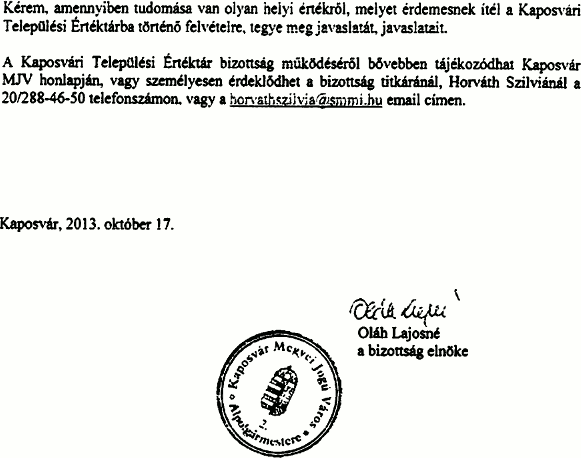 Kérem, amennyiben tudomása van olyan helyi értékről, melyet érdemesnek ítél a Kaposvári
Települési Értéktárba történő felvételre, tegye meg javaslatát, javaslatait.
A Kaposvári Települési Értéktár bizottság működéséről bővebben tájékozódhat Kaposvár
MJV honlapján, vagy személyesen érdeklődhet a bizottság titkáránál, Horváth Szilviánál a
20/288-46-50 telefonszámon, vagy a horvathszilvia@smmi.hu email címen.
Kaposvár, 2013. október 17.
Oláh Lajosné
a bizottság elnöke
Kaposvár Megyei Jogú Város
Alpolgármestere
2.